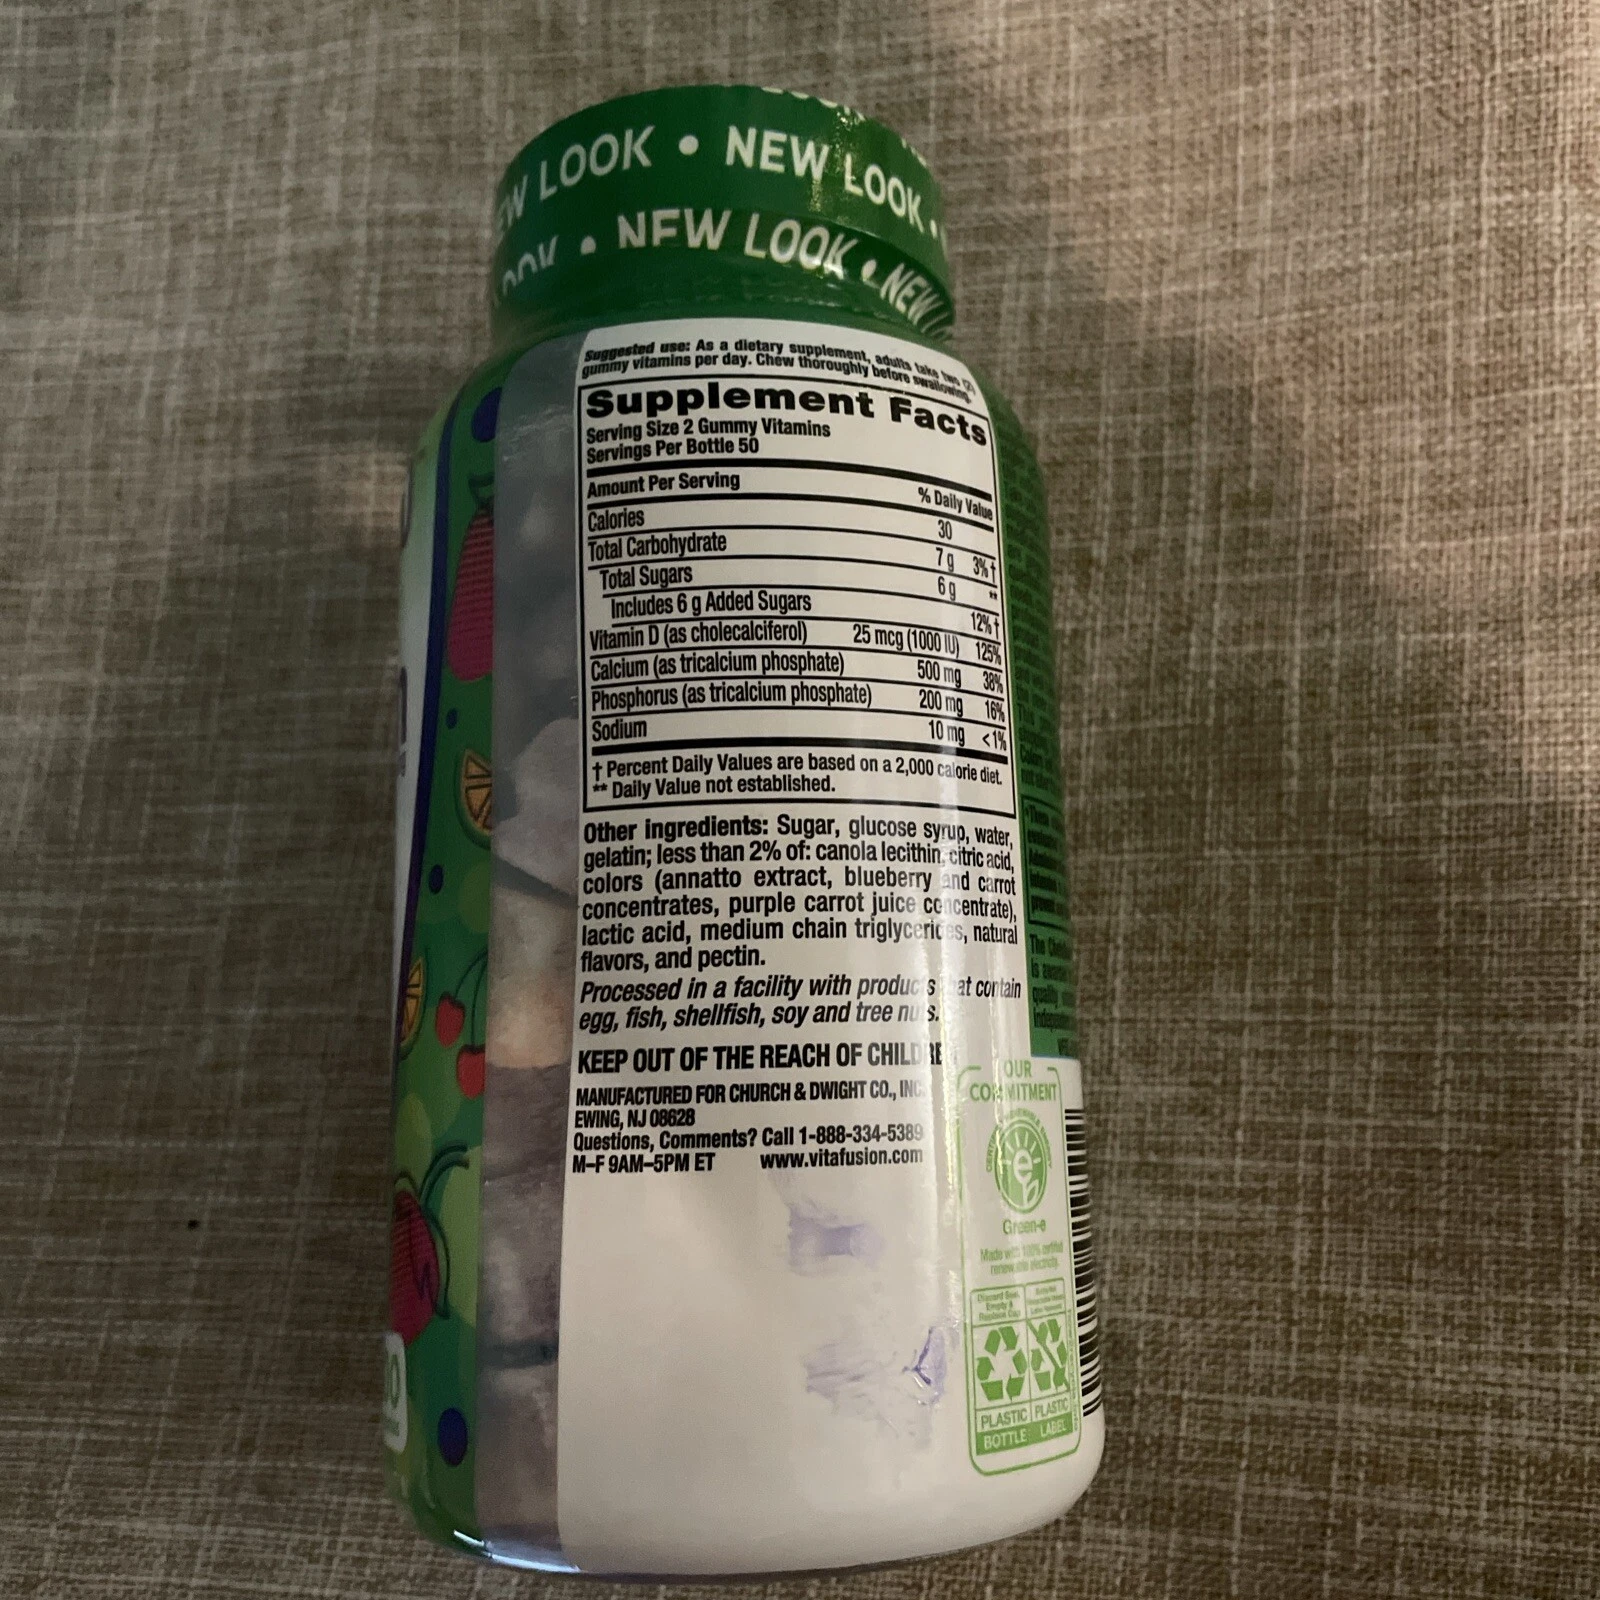 NEW LOOK
LOOK • NEW LOOK •
• NEW LOOK • NEW
Suggested use: As a dietary supplement, adults take two (2)
gummy vitamins per day. Chew thoroughly before swallowing.
Supplement Facts
Serving Size 2 Gummy Vitamins
Servings Per Bottle 50
Amount Per Serving
% Daily Value
Calories 30
Total Carbohydrate 7 g 3% †
Total Sugars 6 g **
Includes 6 g Added Sugars 12% †
Vitamin D (as cholecalciferol) 25 mcg (1000 IU) 125%
Calcium (as tricalcium phosphate) 500 mg 38%
Phosphorus (as tricalcium phosphate) 200 mg 16%
Sodium 10 mg <1%
† Percent Daily Values are based on a 2,000 calorie diet.
** Daily Value not established.
Other ingredients: Sugar, glucose syrup, water,
gelatin; less than 2% of: canola lecithin, citric acid,
colors (annatto extract, blueberry and carrot
concentrates, purple carrot juice concentrate),
lactic acid, medium chain triglycerides, natural
flavors, and pectin.
Processed in a facility with products that contain
egg, fish, shellfish, soy and tree nuts.
KEEP OUT OF THE REACH OF CHILDRE
MANUFACTURED FOR CHURCH & DWIGHT CO., INC.
EWING, NJ 08628
Questions, Comments? Call 1-888-334-5389
M–F 9AM–5PM ET www.vitafusion.com
OUR
COMMITMENT
Green-e
Made with 100% certified
renewable electricity
PLASTIC PLASTIC
BOTTLE LABEL